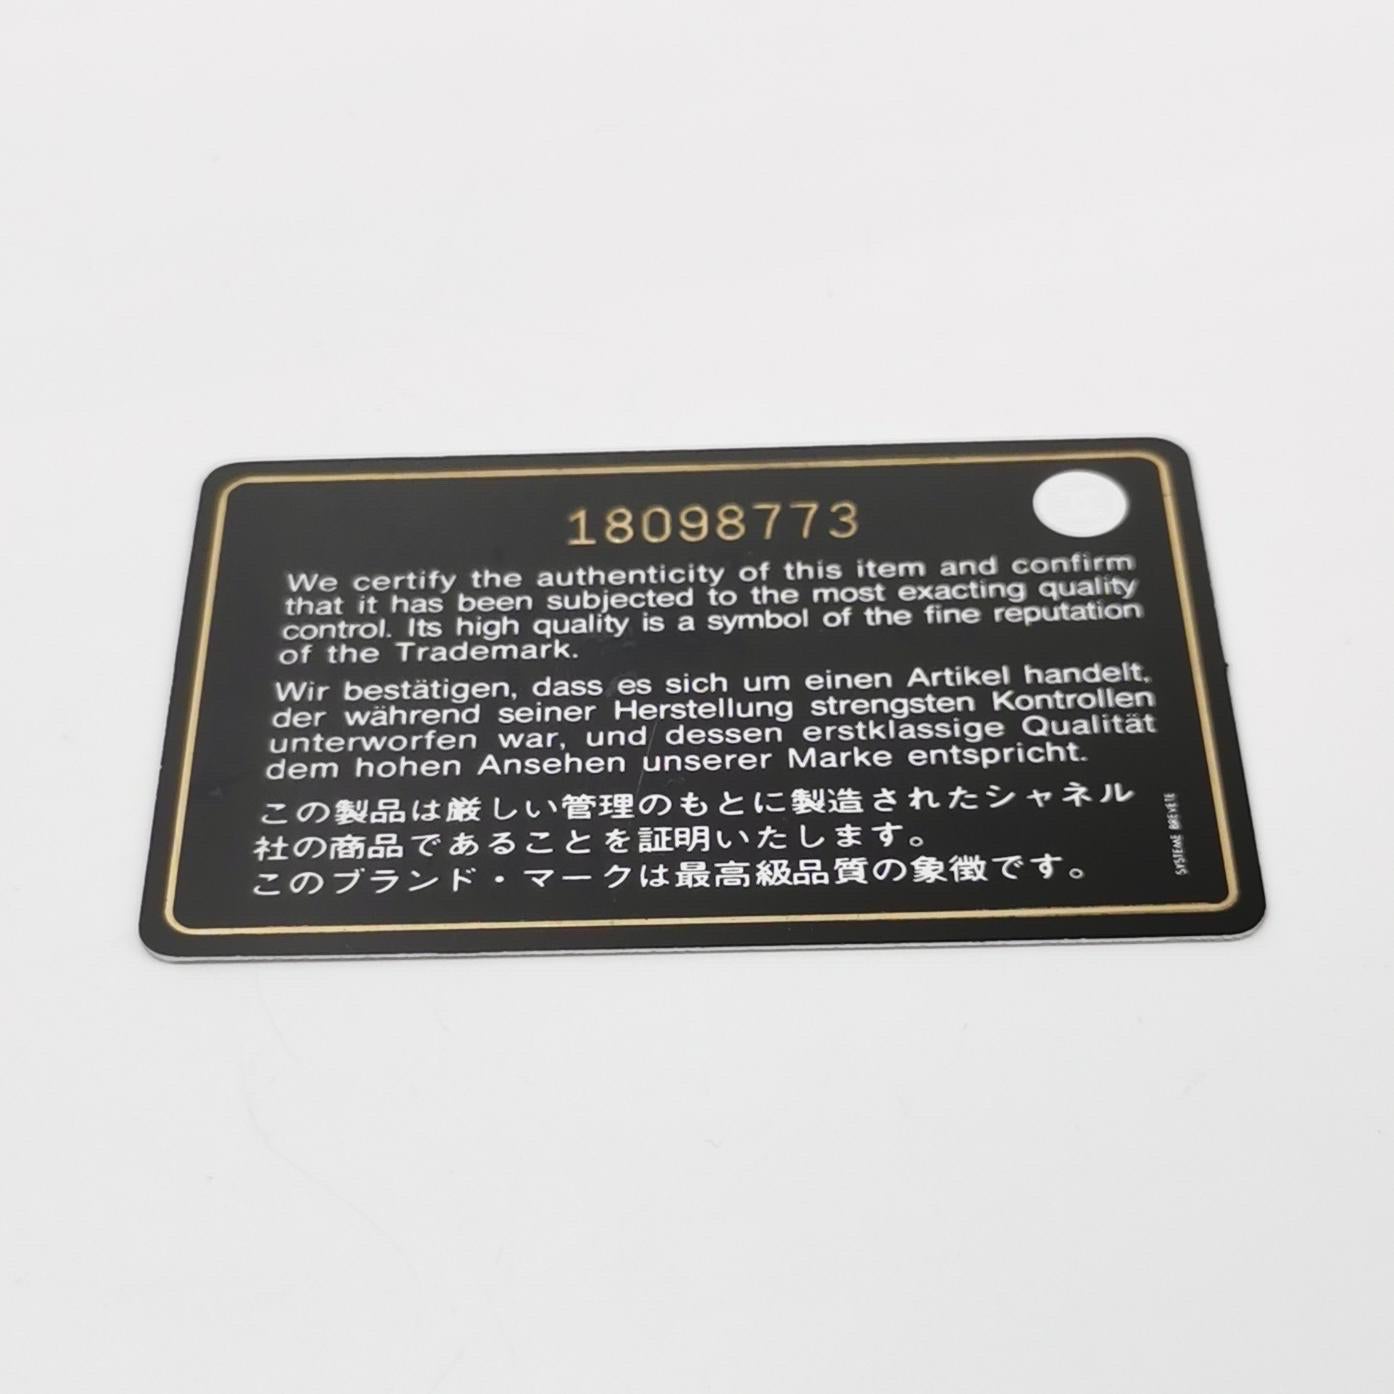 18098773
We certify the authenticity of this item and confirm
that it has been subjected to the most exacting quality
control. Its high quality is a symbol of the fine reputation
of the Trademark.
Wir bestätigen, dass es sich um einen Artikel handelt,
der während seiner Herstellung strengsten Kontrollen
unterworfen war, und dessen erstklassige Qualität
dem hohen Ansehen unserer Marke entspricht.
この製品は厳しい管理のもとに製造されたシャネル
社の商品であることを証明いたします。
このブランド・マークは最高級品質の象徴です。
SYSTEME BREVETE